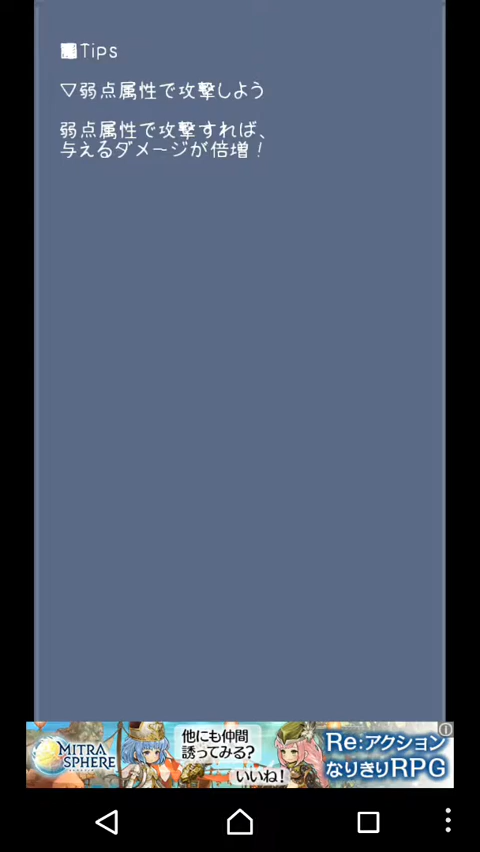 ■Tips
▽弱点属性で攻撃しよう
弱点属性で攻撃すれば、
与えるダメージが倍増！
MITRA
SPHERE
他にも仲間
誘ってみる?
いいね!
Re:アクション
なりきりRPG